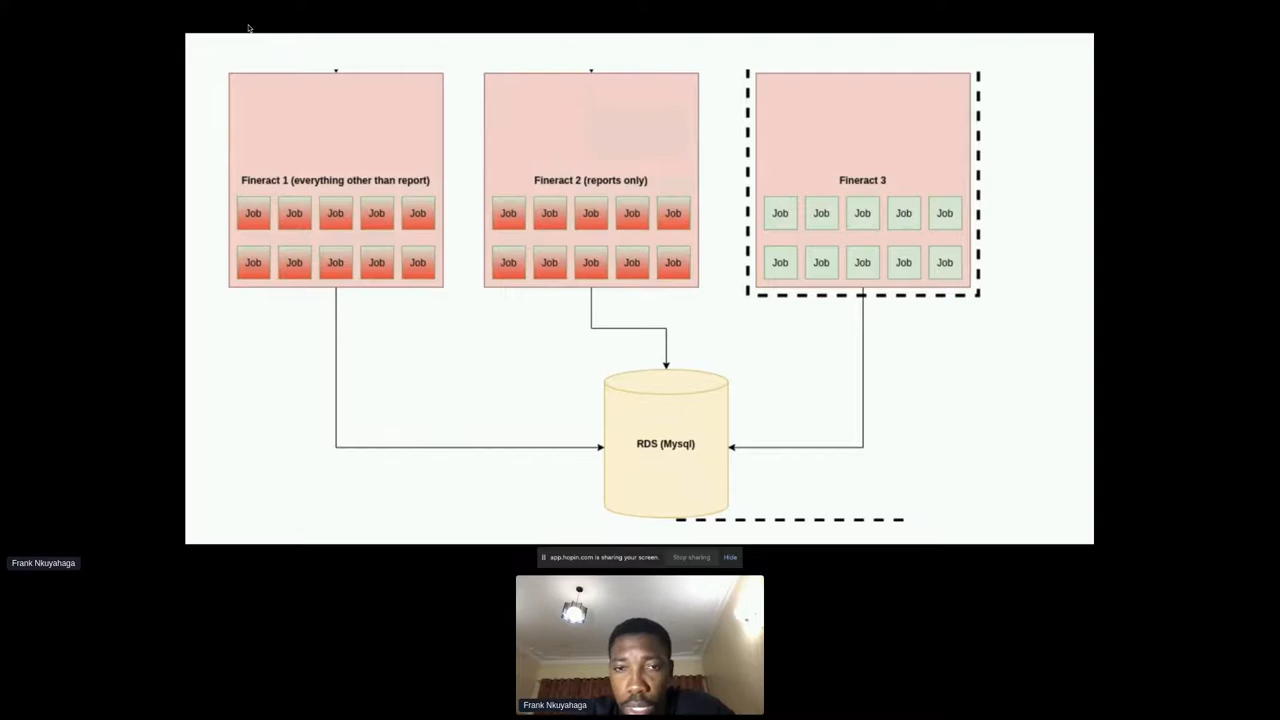 Fineract 1 (everything other than report)
Job Job Job Job Job
Job Job Job Job Job
Fineract 2 (reports only)
Job Job Job Job Job
Job Job Job Job Job
Fineract 3
Job Job Job Job Job
Job Job Job Job Job
RDS (Mysql)
app.hopin.com is sharing your screen. Stop sharing Hide
Frank Nkuyahaga
Frank Nkuyahaga